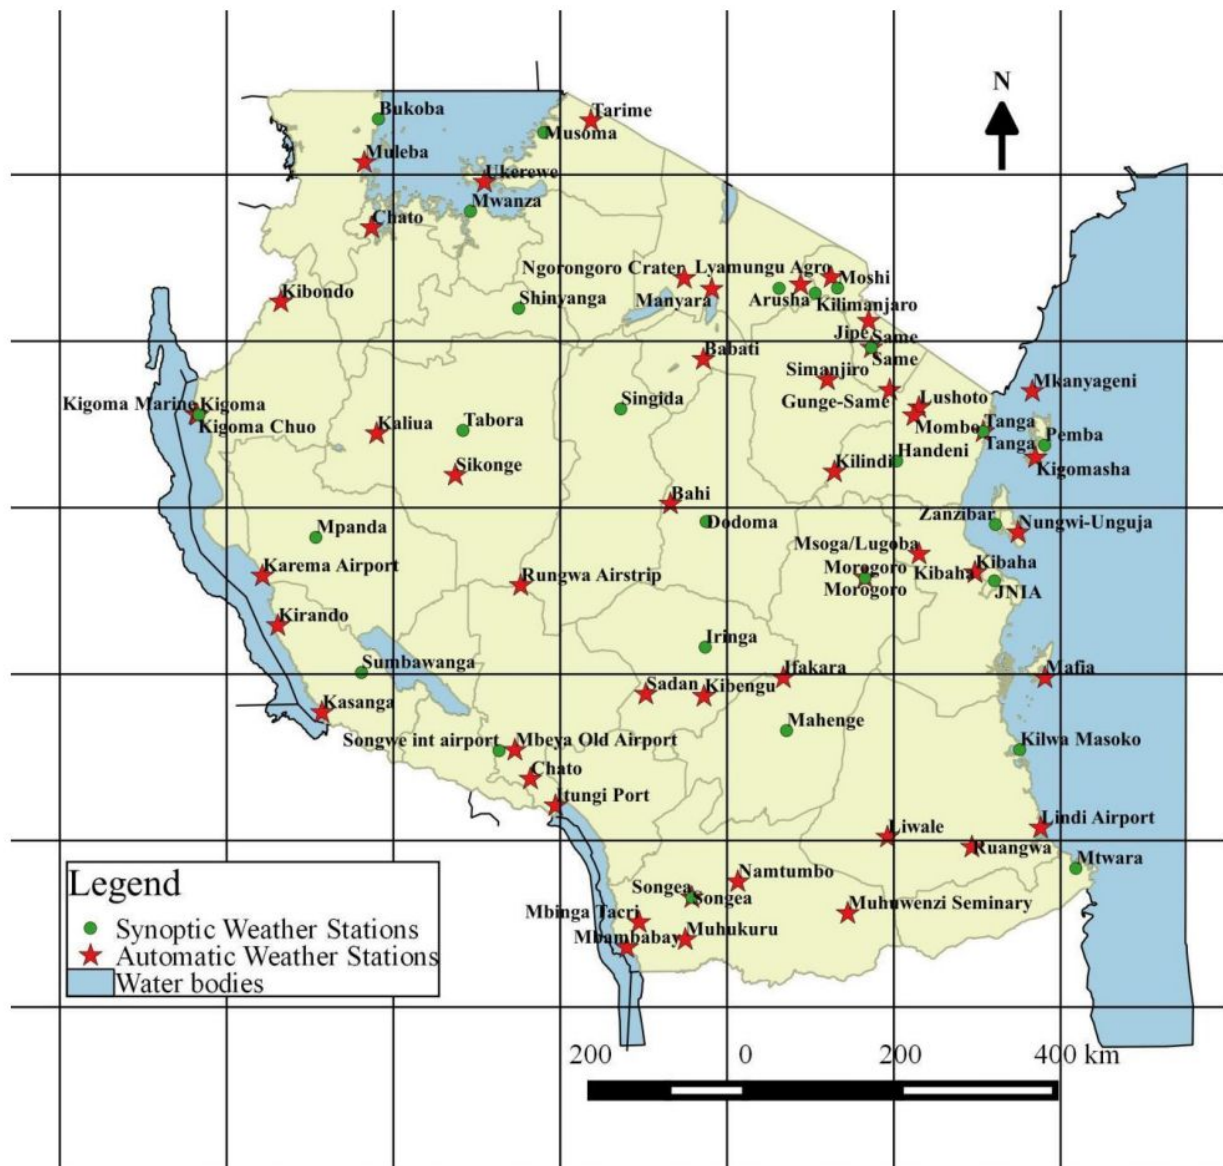 N
Bukoba
Tarime
Musoma
Muleba
Ukerewe
Mwanza
Chato
Ngorongoro Crater
Lyamungu Agro
Moshi
Kibondo
Shinyanga
Manyara
Arusha
Kilimanjaro
Jipe
Same
Same
Babati
Simanjiro
Mkanyageni
Kigoma Marine
Kigoma
Singida
Gunge-Same
Lushoto
Kigoma Chuo
Kaliua
Tabora
Mombo
Tanga
Tanga
Pemba
Handeni
Sikonge
Kilindi
Kigomasha
Bahi
Zanzibar
Nungwi-Unguja
Mpanda
Dodoma
Msoga/Lugoba
Karema Airport
Rungwa Airstrip
Morogoro
Morogoro
Kibaha
Kibaha
JNIA
Kirando
Iringa
Sumbawanga
Ifakara
Mafia
Kasanga
Sadan
Kibengu
Mahenge
Songwe int airport
Mbeya Old Airport
Kilwa Masoko
Chato
Itungi Port
Liwale
Lindi Airport
Ruangwa
Mtwara
Songea
Songea
Namtumbo
Mbinga Tacri
Muhuwenzi Seminary
Mbambabay
Muhukuru
Legend
Synoptic Weather Stations
Automatic Weather Stations
Water bodies
200 0 200 400 km